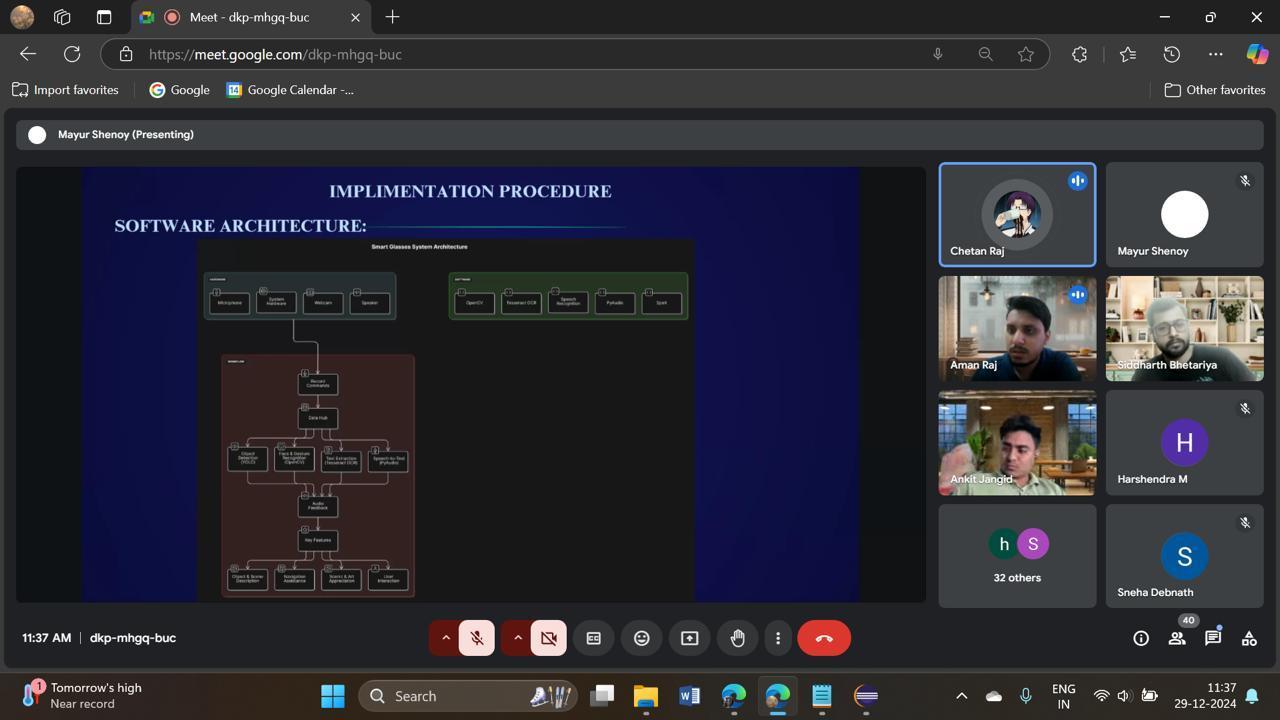 Meet - dkp-mhgq-buc
https://meet.google.com/dkp-mhgq-buc
Import favorites
Google
Google Calendar -...
Other favorites
Mayur Shenoy (Presenting)
IMPLIMENTATION PROCEDURE
SOFTWARE ARCHITECTURE:
Smart Glasses System Architecture
Microphone
System Hardware
Webcam
Speaker
OpenCV
Tesseract OCR
Speech Recognition
PyAudio
Record Commands
Data Hub
Object Detection (YOLO)
Face & Gesture Recognition (OpenCV)
Text Extraction (Tesseract OCR)
Speech-to-Text (PyAudio)
Audio Feedback
Key Features
Object & Scene Description
Navigation Assistance
Scenic & Art Appreciation
User Interaction
Chetan Raj
Mayur Shenoy
Aman Raj
Siddharth Bhetariya
Ankit Jangid
H
Harshendra M
h
S
32 others
S
Sneha Debnath
11:37 AM
dkp-mhgq-buc
40
1
Tomorrow's high
Near record
Search
ENG
IN
11:37
29-12-2024